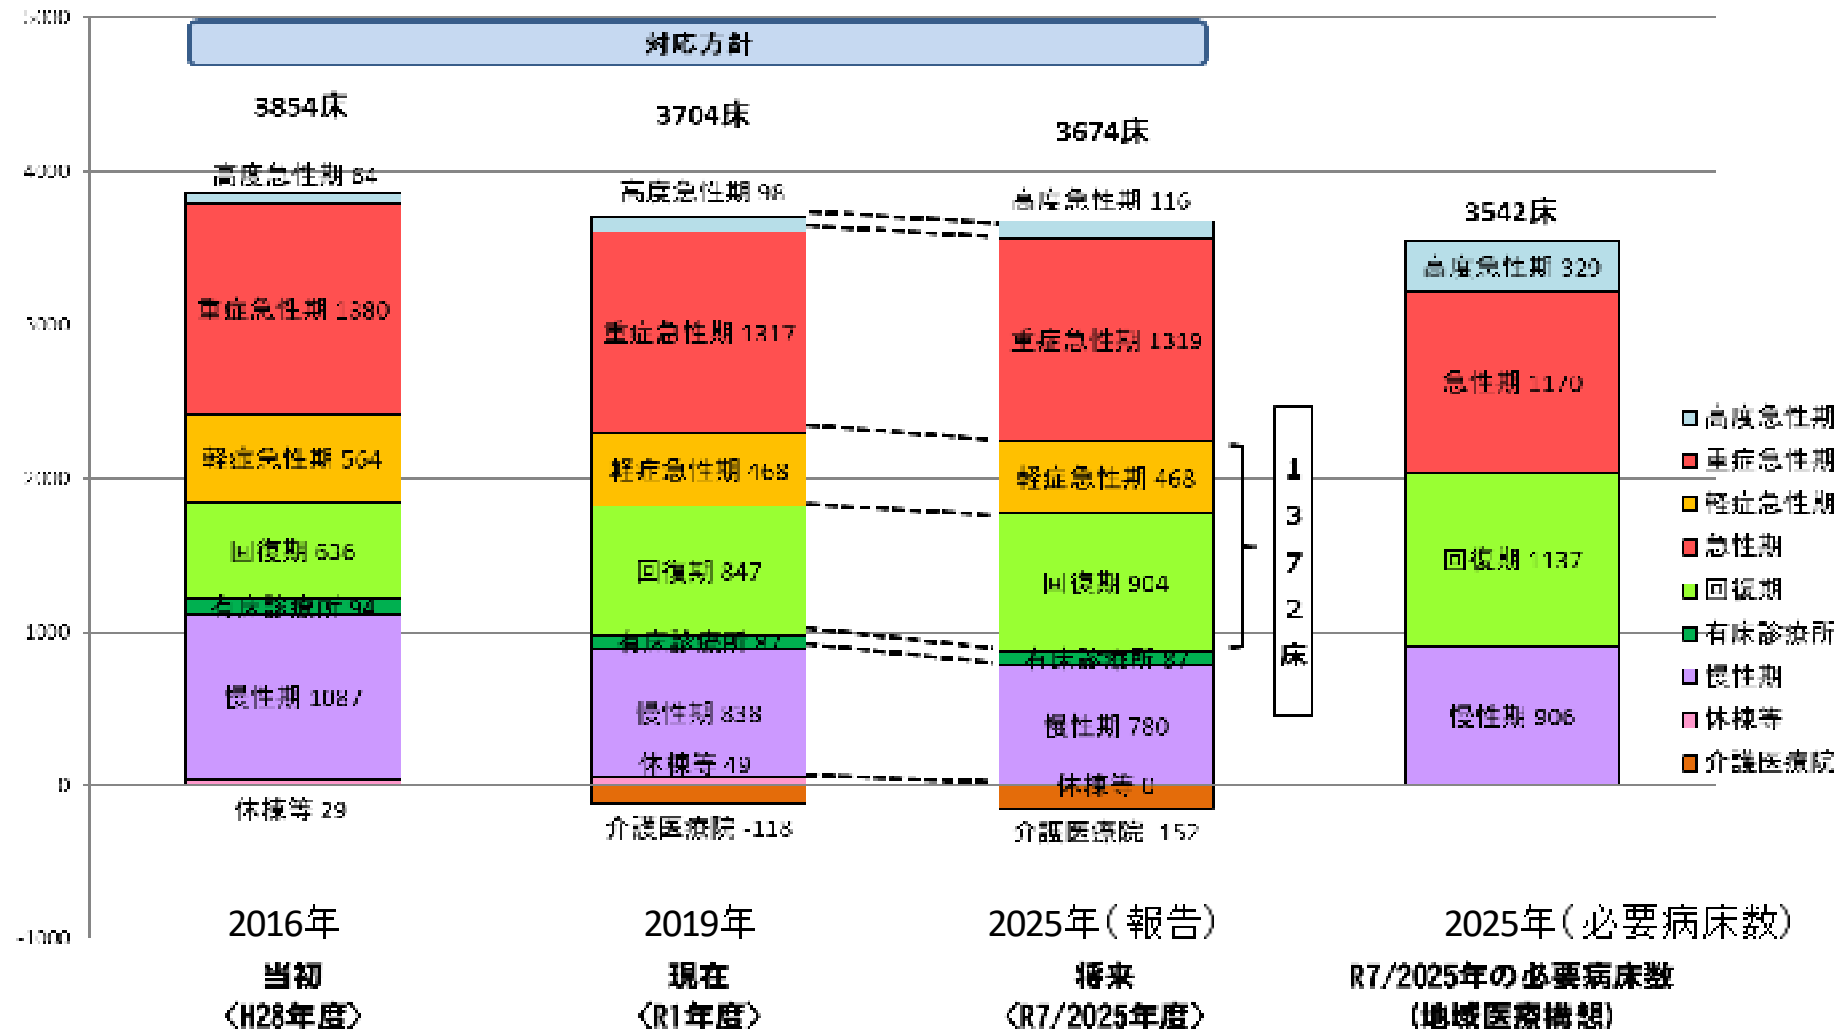 5000
4000
3000
2000
1000
0
-1000
対応方針
3854床
高度急性期 64
重症急性期 1380
軽症急性期 564
回復期 636
有床診療所 94
慢性期 1087
休棟等 29
3704床
高度急性期 98
重症急性期 1317
軽症急性期 468
回復期 847
有床診療所 87
慢性期 838
休棟等 49
介護医療院 -118
3674床
高度急性期 116
重症急性期 1319
軽症急性期 468
回復期 904
有床診療所 87
慢性期 780
休棟等 0
介護医療院 -152
1372床
3542床
高度急性期 329
急性期 1170
回復期 1137
慢性期 906
高度急性期
重症急性期
軽症急性期
急性期
回復期
有床診療所
慢性期
休棟等
介護医療院
2016年
当初
〈H28年度〉
2019年
現在
〈R1年度〉
2025年（報告）
将来
〈R7/2025年度〉
2025年（必要病床数）
R7/2025年の必要病床数
(地域医療構想)